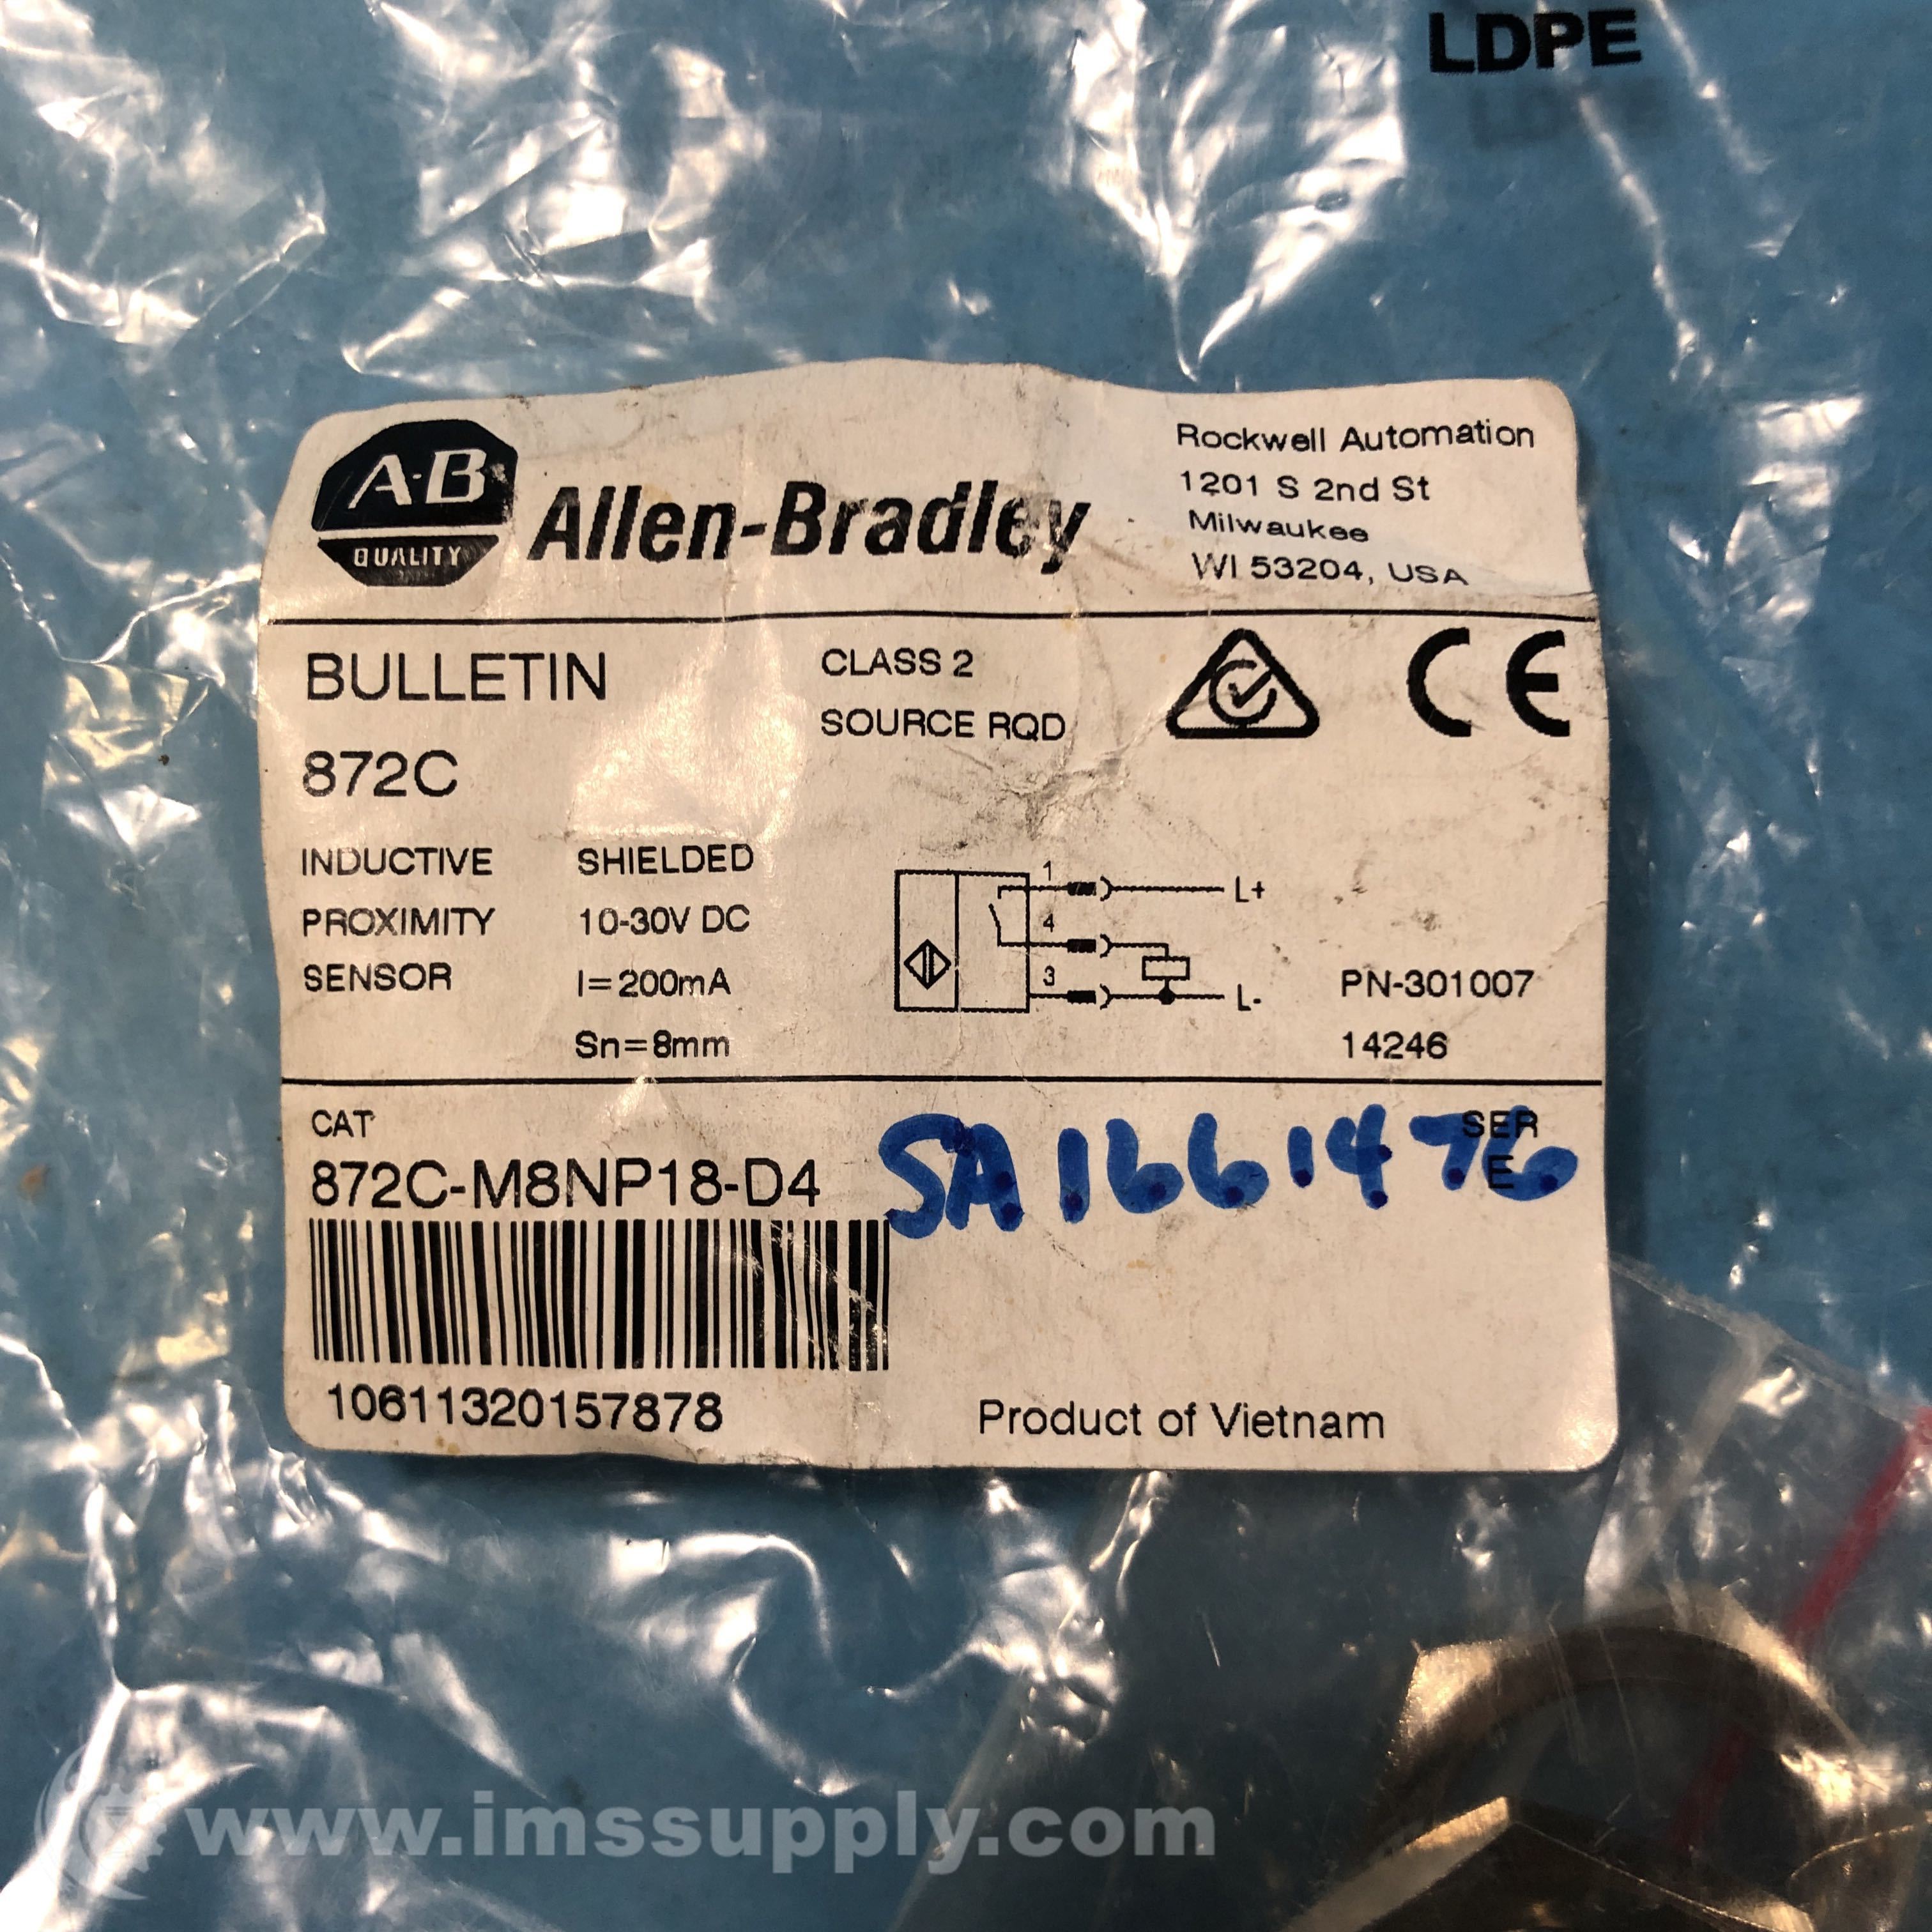 LDPE
A-B
QUALITY
Allen-Bradley
Rockwell Automation
1201 S 2nd St
Milwaukee
WI 53204, USA
BULLETIN
872C
CLASS 2
SOURCE RQD
CE
INDUCTIVE
PROXIMITY
SENSOR
SHIELDED
10-30V DC
I=200mA
Sn=8mm
1
L+
4
3
L-
PN-301007
14246
CAT
872C-M8NP18-D4
SA1661476
SER
E
10611320157878
Product of Vietnam
www.imssupply.com